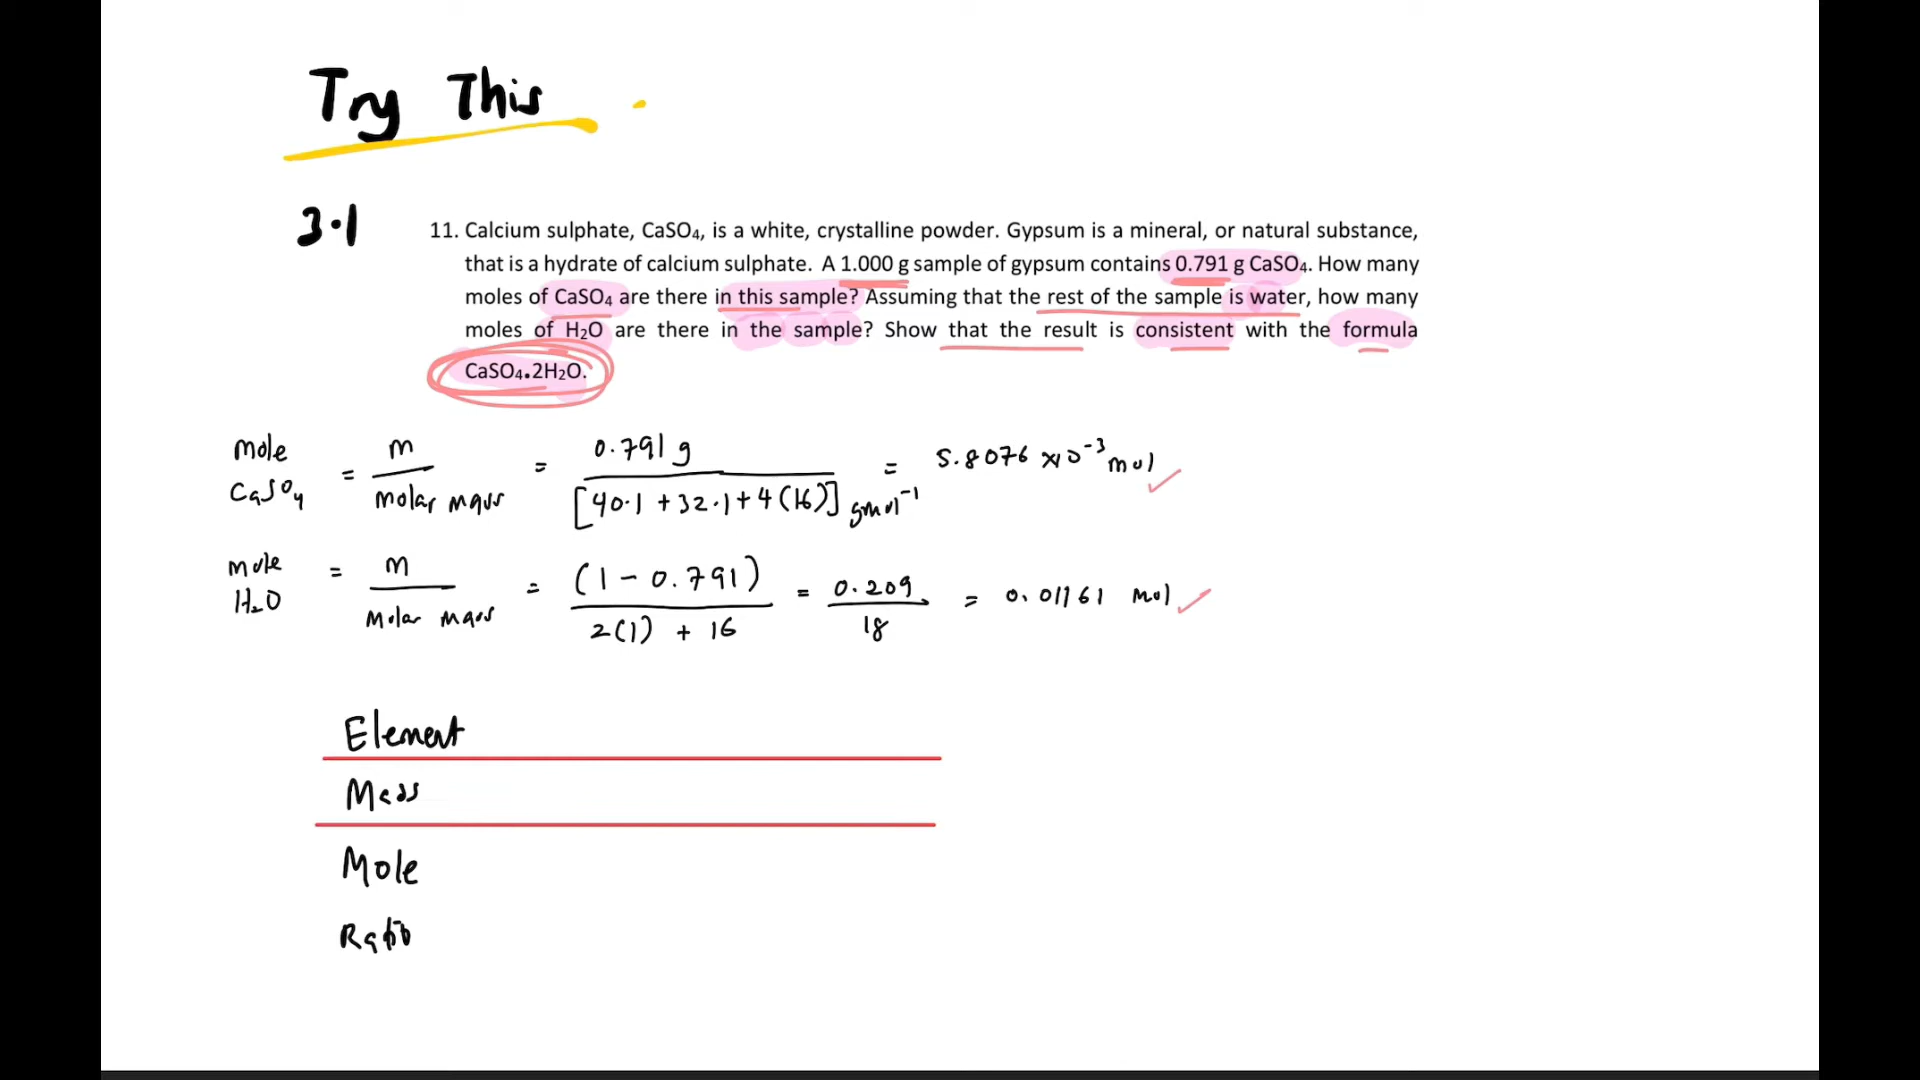 Try This
3.1
11. Calcium sulphate, CaSO₄, is a white, crystalline powder. Gypsum is a mineral, or natural substance,
that is a hydrate of calcium sulphate. A 1.000 g sample of gypsum contains 0.791 g CaSO₄. How many
moles of CaSO₄ are there in this sample? Assuming that the rest of the sample is water, how many
moles of H₂O are there in the sample? Show that the result is consistent with the formula
CaSO₄.2H₂O.
mole CaSO₄ = m / molar mass = 0.791 g / [40.1 + 32.1 + 4(16)] gmol⁻¹ = 5.8076 x10⁻³ mol ✓
mole H₂O = m / Molar mass = (1 - 0.791) / 2(1) + 16 = 0.209 / 18 = 0.01161 mol ✓
Element
Mass
Mole
Ratio